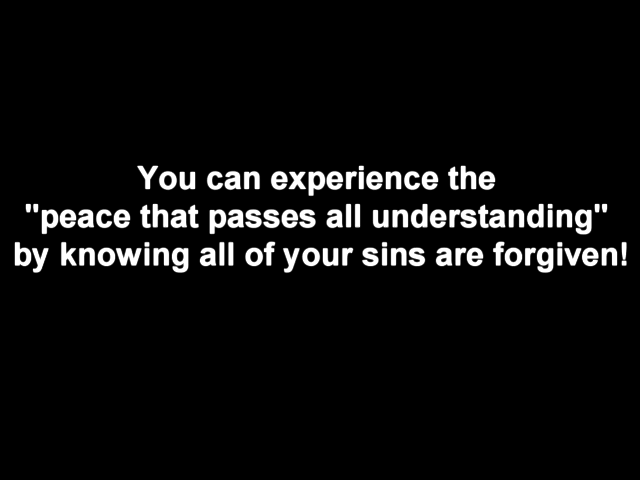 You can experience the
"peace that passes all understanding"
by knowing all of your sins are forgiven!